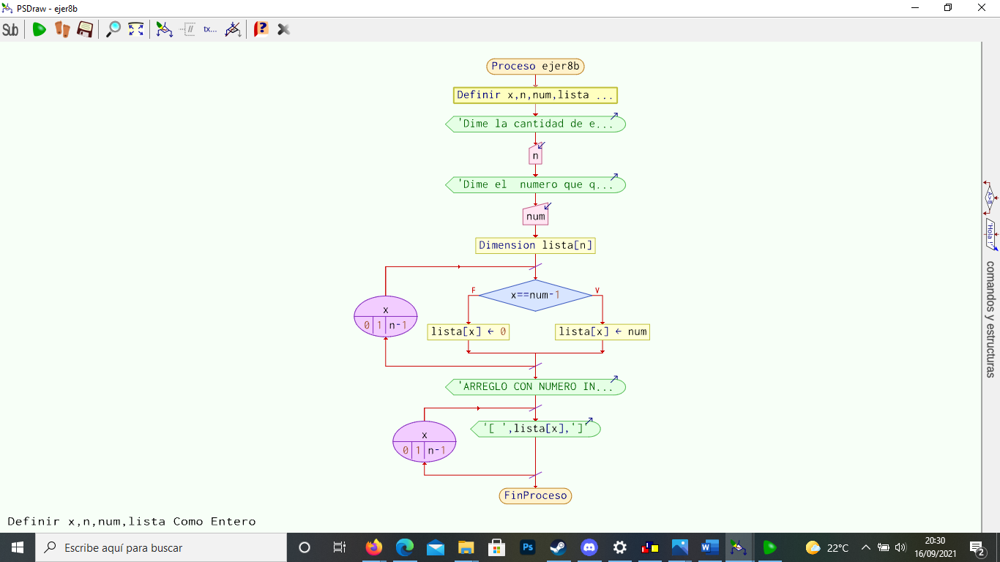 PSDraw - ejer8b
Sub
tx...
Proceso ejer8b
Definir x,n,num,lista ...
'Dime la cantidad de e...
n
'Dime el  numero que q...
num
Dimension lista[n]
x==num-1
F
V
x
0 1 n-1
lista[x] ← 0
lista[x] ← num
'ARREGLO CON NUMERO IN...
'[ ',lista[x],']'
x
0 1 n-1
FinProceso
A>B
'Hola !'
comandos y estructuras
Definir x,n,num,lista Como Entero
Escribe aquí para buscar
Ps
W
22°C
20:30
16/09/2021
2